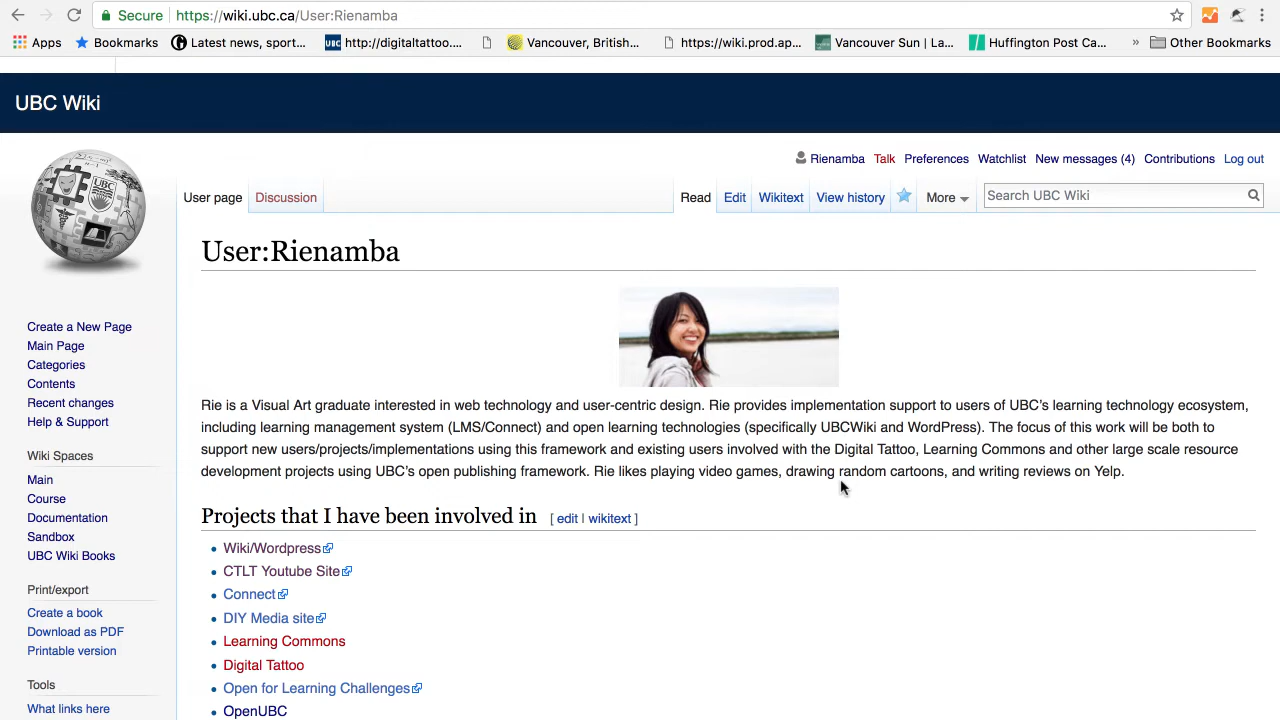 Secure https://wiki.ubc.ca/User:Rienamba
Apps Bookmarks Latest news, sport... http://digitaltattoo.... Vancouver, British... https://wiki.prod.ap... Vancouver Sun | La... Huffington Post Ca... » Other Bookmarks
UBC Wiki
Rienamba Talk Preferences Watchlist New messages (4) Contributions Log out
User page Discussion Read Edit Wikitext View history More Search UBC Wiki
User:Rienamba
Rie is a Visual Art graduate interested in web technology and user-centric design. Rie provides implementation support to users of UBC's learning technology ecosystem,
including learning management system (LMS/Connect) and open learning technologies (specifically UBCWiki and WordPress). The focus of this work will be both to
support new users/projects/implementations using this framework and existing users involved with the Digital Tattoo, Learning Commons and other large scale resource
development projects using UBC's open publishing framework. Rie likes playing video games, drawing random cartoons, and writing reviews on Yelp.
Projects that I have been involved in [ edit | wikitext ]
Wiki/Wordpress
CTLT Youtube Site
Connect
DIY Media site
Learning Commons
Digital Tattoo
Open for Learning Challenges
OpenUBC
UBC
Create a New Page
Main Page
Categories
Contents
Recent changes
Help & Support
Wiki Spaces
Main
Course
Documentation
Sandbox
UBC Wiki Books
Print/export
Create a book
Download as PDF
Printable version
Tools
What links here